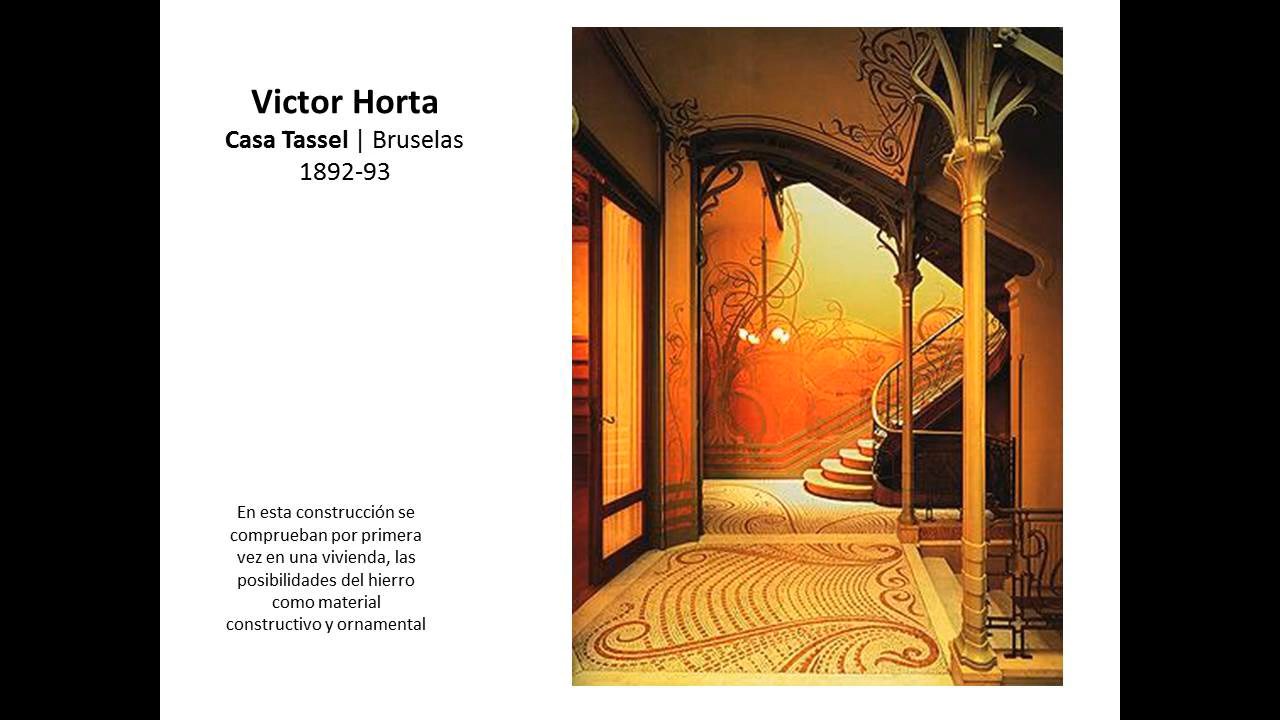 Victor Horta
Casa Tassel | Bruselas
1892-93
En esta construcción se
comprueban por primera
vez en una vivienda, las
posibilidades del hierro
como material
constructivo y ornamental